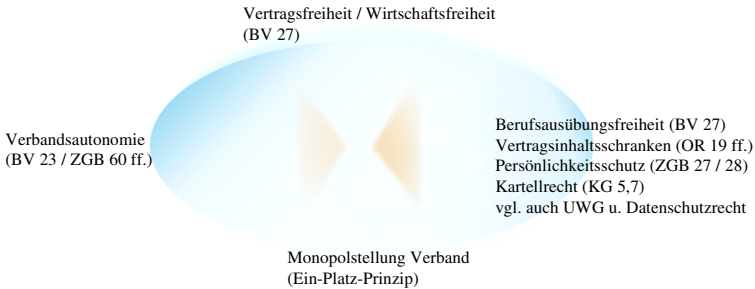 Vertragsfreiheit / Wirtschaftsfreiheit
(BV 27)
Verbandsautonomie
(BV 23 / ZGB 60 ff.)
Berufsausübungsfreiheit (BV 27)
Vertragsinhaltsschranken (OR 19 ff.)
Persönlichkeitsschutz (ZGB 27 / 28)
Kartellrecht (KG 5,7)
vgl. auch UWG u. Datenschutzrecht
Monopolstellung Verband
(Ein-Platz-Prinzip)